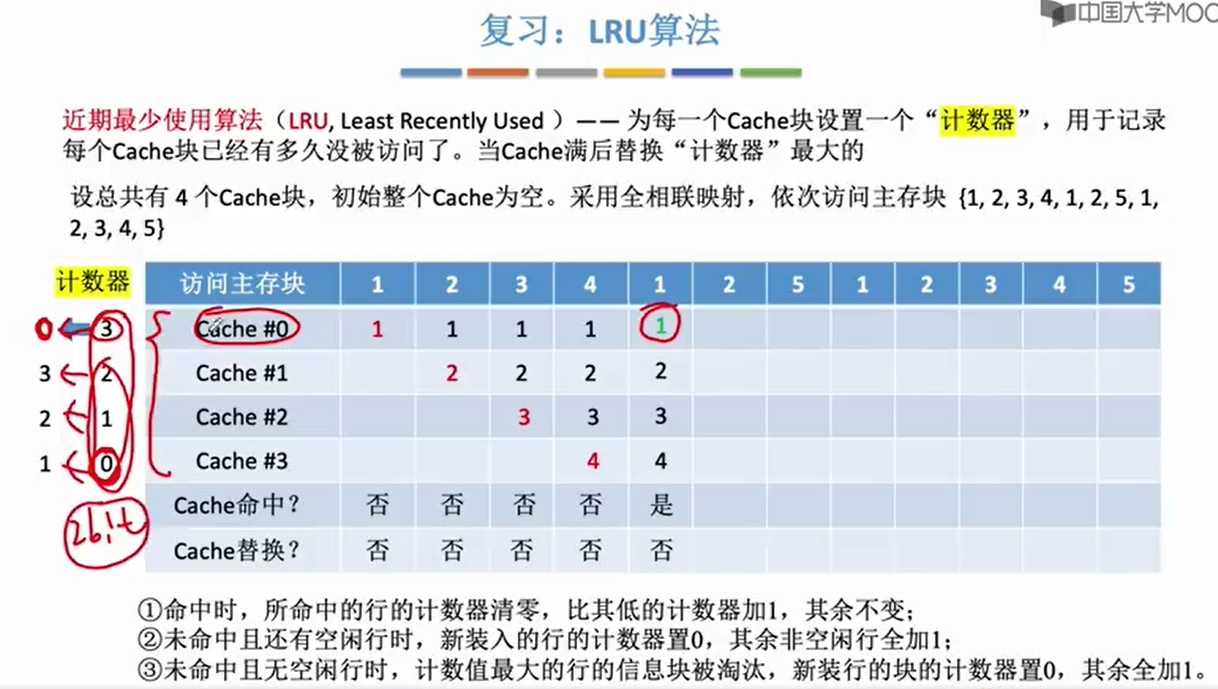 中国大学MOO
复习：LRU算法
近期最少使用算法（LRU, Least Recently Used ）—— 为每一个Cache块设置一个“计数器”，用于记录
每个Cache块已经有多久没被访问了。当Cache满后替换“计数器”最大的
设总共有 4 个Cache块，初始整个Cache为空。采用全相联映射，依次访问主存块 {1, 2, 3, 4, 1, 2, 5, 1,
2, 3, 4, 5}
计数器 访问主存块 1 2 3 4 1 2 5 1 2 3 4 5
0 3 Cache #0 1 1 1 1 1
3 2 Cache #1 2 2 2 2
2 1 Cache #2 3 3 3
1 0 Cache #3 4 4
2bit Cache命中？ 否 否 否 否 是
Cache替换？ 否 否 否 否 否
①命中时，所命中的行的计数器清零，比其低的计数器加1，其余不变；
②未命中且还有空闲行时，新装入的行的计数器置0，其余非空闲行全加1；
③未命中且无空闲行时，计数值最大的行的信息块被淘汰，新装行的块的计数器置0，其余全加1。